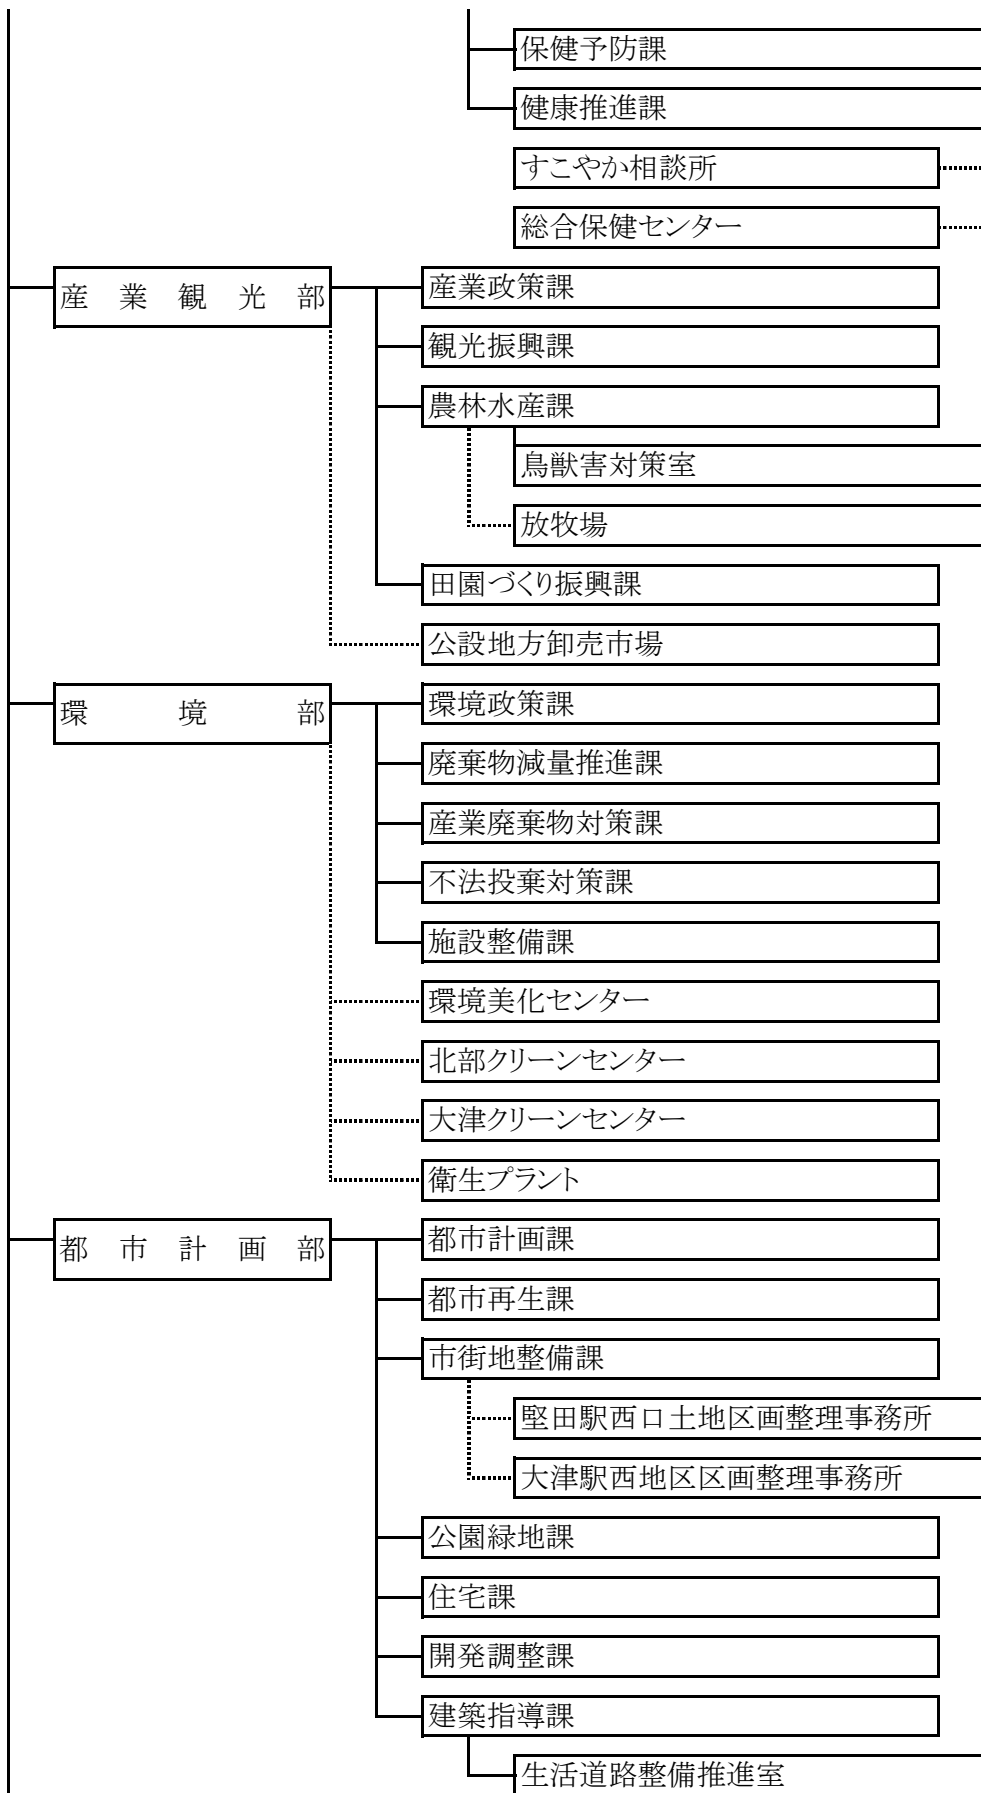 保健予防課
健康推進課
すこやか相談所
総合保健センター
産業観光部
産業政策課
観光振興課
農林水産課
鳥獣害対策室
放牧場
田園づくり振興課
公設地方卸売市場
環境部
環境政策課
廃棄物減量推進課
産業廃棄物対策課
不法投棄対策課
施設整備課
環境美化センター
北部クリーンセンター
大津クリーンセンター
衛生プラント
都市計画部
都市計画課
都市再生課
市街地整備課
堅田駅西口土地区画整理事務所
大津駅西地区区画整理事務所
公園緑地課
住宅課
開発調整課
建築指導課
生活道路整備推進室